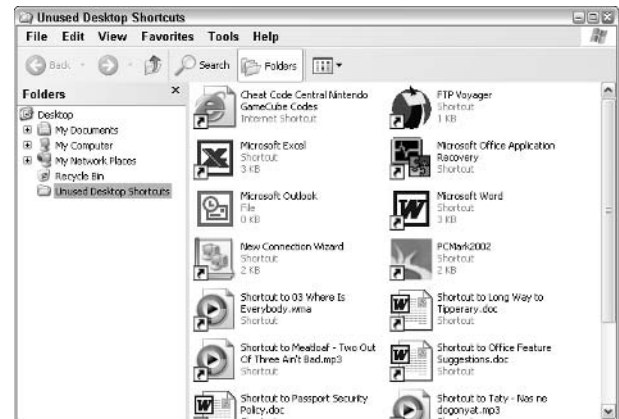 Unused Desktop Shortcuts
File Edit View Favorites Tools Help
Back Search Folders
Folders ×
Desktop
My Documents
My Computer
My Network Places
Recycle Bin
Unused Desktop Shortcuts
Cheat Code Central Nintendo
GameCube Codes
Internet Shortcut
FTP Voyager
Shortcut
1 KB
Microsoft Excel
Shortcut
3 KB
Microsoft Office Application
Recovery
Shortcut
Microsoft Outlook
File
0 KB
Microsoft Word
Shortcut
3 KB
New Connection Wizard
Shortcut
2 KB
PCMark2002
Shortcut
2 KB
Shortcut to 03 Where Is
Everybody.wma
Shortcut
Shortcut to Long Way to
Tipperary.doc
Shortcut
Shortcut to Meatloaf - Two Out
Of Three Ain't Bad.mp3
Shortcut
Shortcut to Office Feature
Suggestions.doc
Shortcut
Shortcut to Passport Security
Policy.doc
Shortcut to Taty - Nas ne
dogonyat.mp3